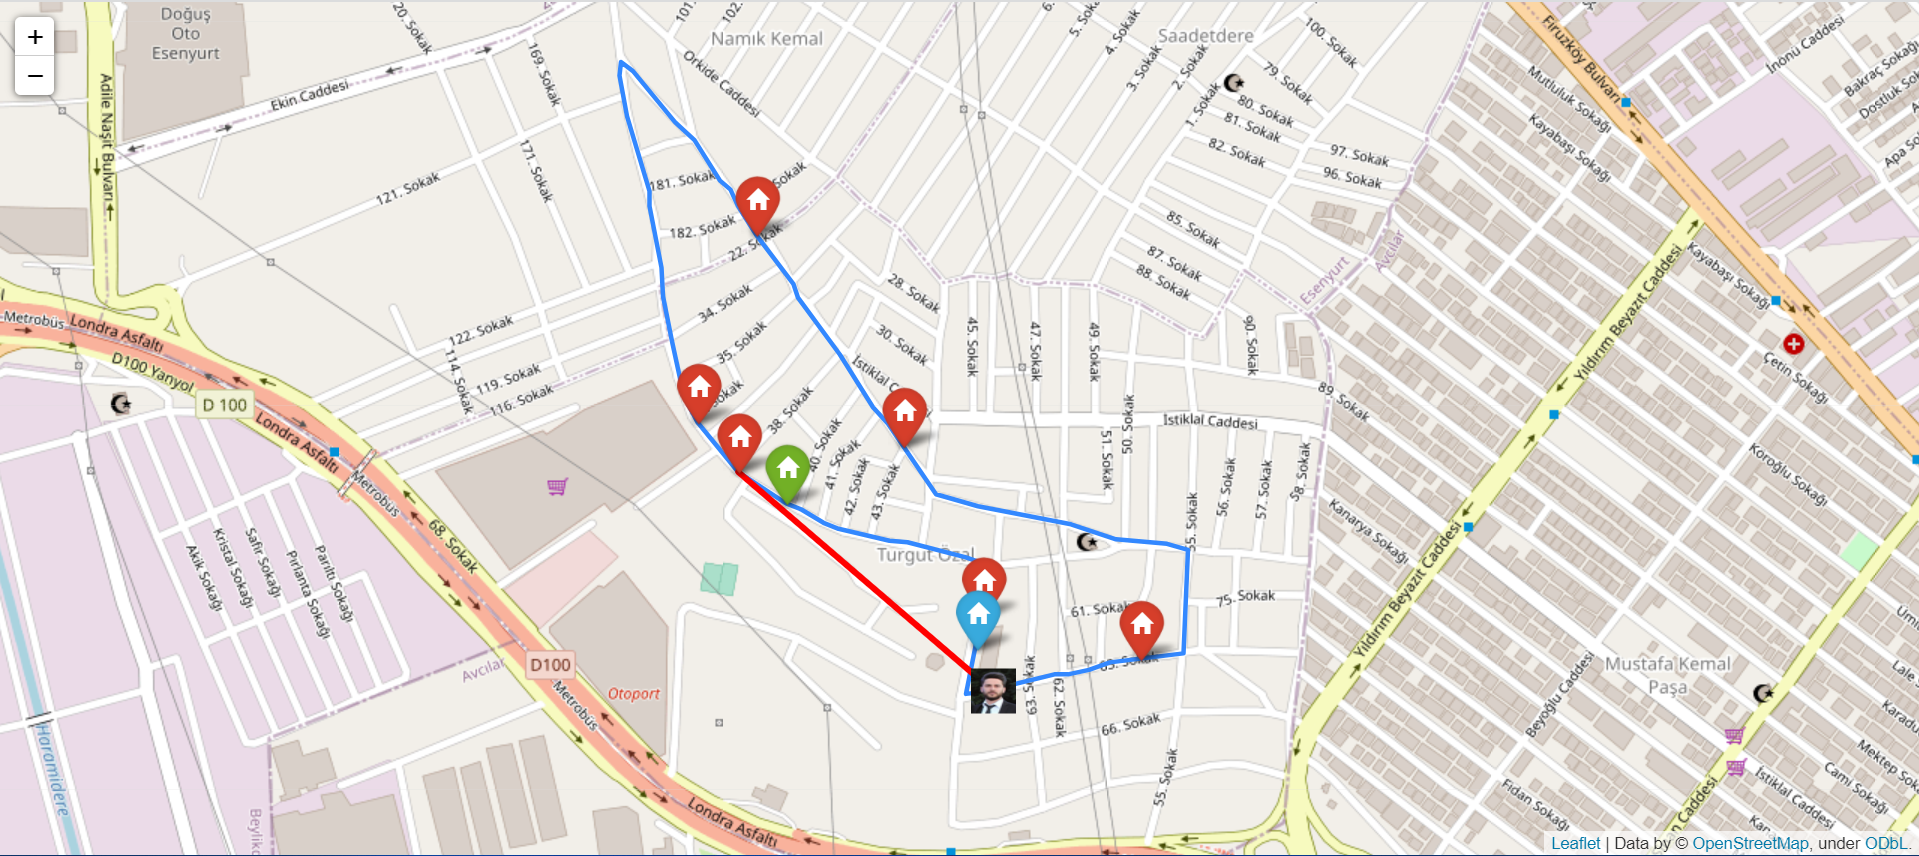 +
−
Doğuş
Oto
Esenyurt
20. Sokak
Adile Naşit Bulvarı
Ekin Caddesi
169. Sokak
171. Sokak
121. Sokak
101.
102.
Namık Kemal
Orkide Caddesi
181. Sokak
182. Sokak
Sokak
22. Sokak
34. Sokak
35. Sokak
Sokak
38. Sokak
40. Sokak
41. Sokak
42. Sokak
43. Sokak
28. Sokak
30. Sokak
İstiklal C
122. Sokak
114. Sokak
119. Sokak
116. Sokak
Metrobüs
Londra Asfaltı
D100 Yanyol
D 100
Londra Asfaltı
Metrobüs
68. Sokak
Akik Sokağı
Kristal Sokağı
Safir Sokağı
Pırlanta Sokağı
Parıltı Sokağı
Avcılar
D100
Metrobüs
Otoport
Londra Asfaltı
Haramidere
Beylikd
Turgut Özal
5. Sok
4. Sokak
3. Sokak
2. Sokak
1. Sokak
Saadetdere
100. Sokak
79. Sokak
80. Sokak
81. Sokak
82. Sokak
97. Sokak
96. Sokak
85. Sokak
87. Sokak
88. Sokak
Esenyurt
Avcılar
45. Sokak
47. Sokak
49. Sokak
90. Sokak
89. Sokak
İstiklal Caddesi
50. Sokak
51. Sokak
55. Sokak
56. Sokak
57. Sokak
58. Sokak
61. Sokak
75. Sokak
65. Sokak
63. Sokak
62. Sokak
66. Sokak
55. Sokak
Firuzköy Bulvarı
Mutluluk Sokağı
Kayabaşı Sokağı
İnönü Caddesi
Bakraç Sokağı
Dostluk Sok
Apa So
Kayabaşı Sokağı
Çetin Sokağı
Yıldırım Beyazıt Caddesi
Köroğlu Sokağı
Kanarya Sokağı
Yıldırım Beyazıt Caddesi
Beyoğlu Caddesi
Mustafa Kemal
Paşa
Lale S
Karadu
Mektep Sok
Cami Sokağı
İstiklal Caddesi
Fidan Sokağı
n Caddesi
Leaflet | Data by © OpenStreetMap, under ODbL.